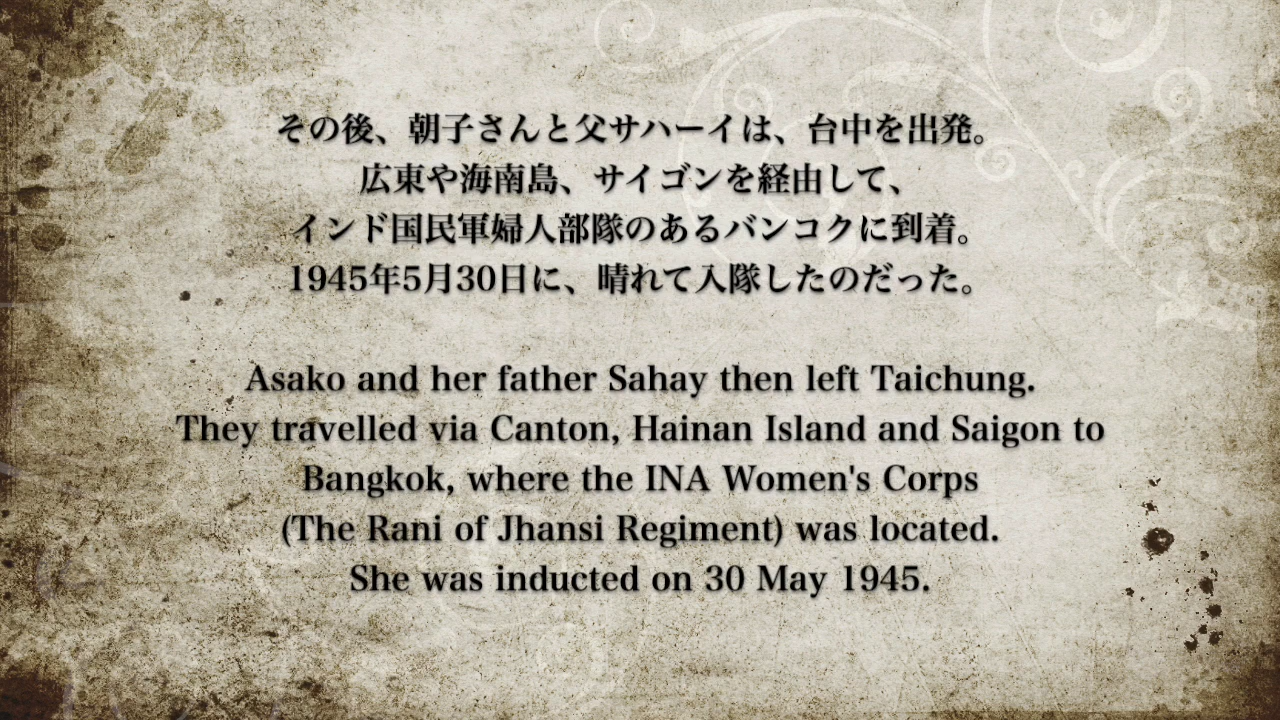 その後、朝子さんと父サハーイは、台中を出発。
広東や海南島、サイゴンを経由して、
インド国民軍婦人部隊のあるバンコクに到着。
1945年5月30日に、晴れて入隊したのだった。
Asako and her father Sahay then left Taichung.
They travelled via Canton, Hainan Island and Saigon to
Bangkok, where the INA Women's Corps
(The Rani of Jhansi Regiment) was located.
She was inducted on 30 May 1945.